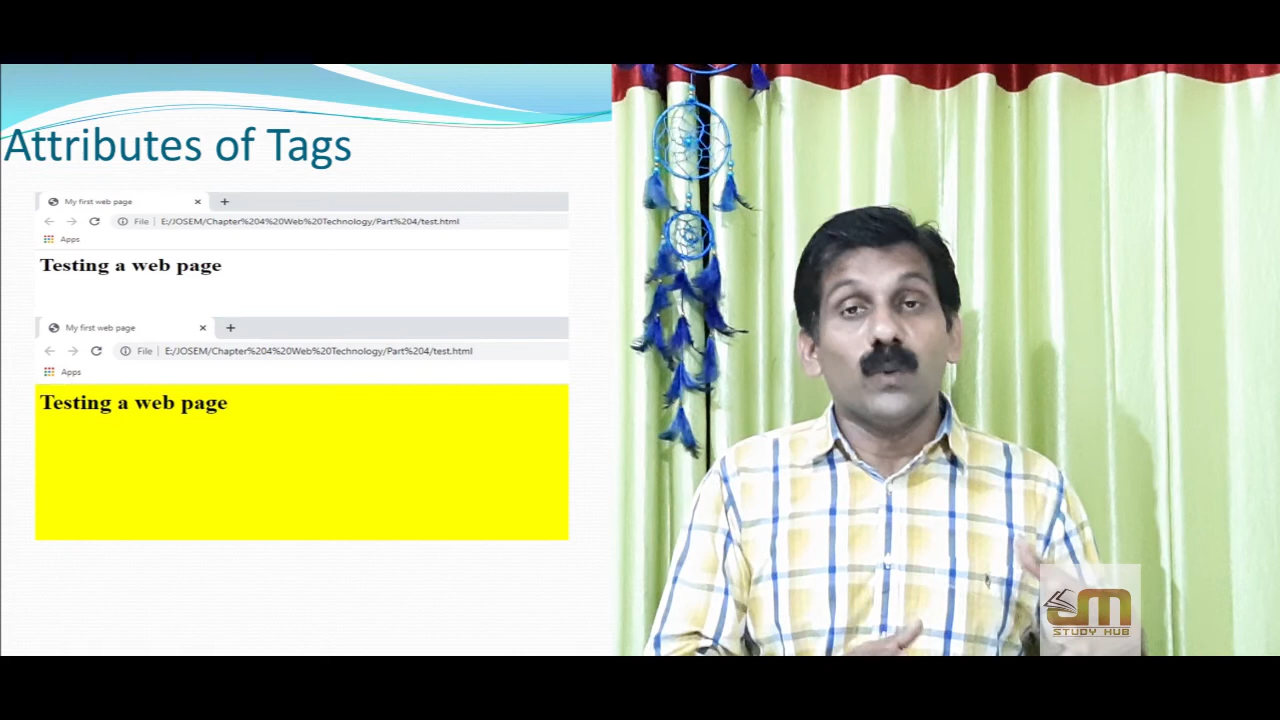 Attributes of Tags
My first web page
File | E:/JOSEM/Chapter%204%20Web%20Technology/Part%204/test.html
Apps
Testing a web page
My first web page
File | E:/JOSEM/Chapter%204%20Web%20Technology/Part%204/test.html
Apps
Testing a web page
JM
STUDY HUB